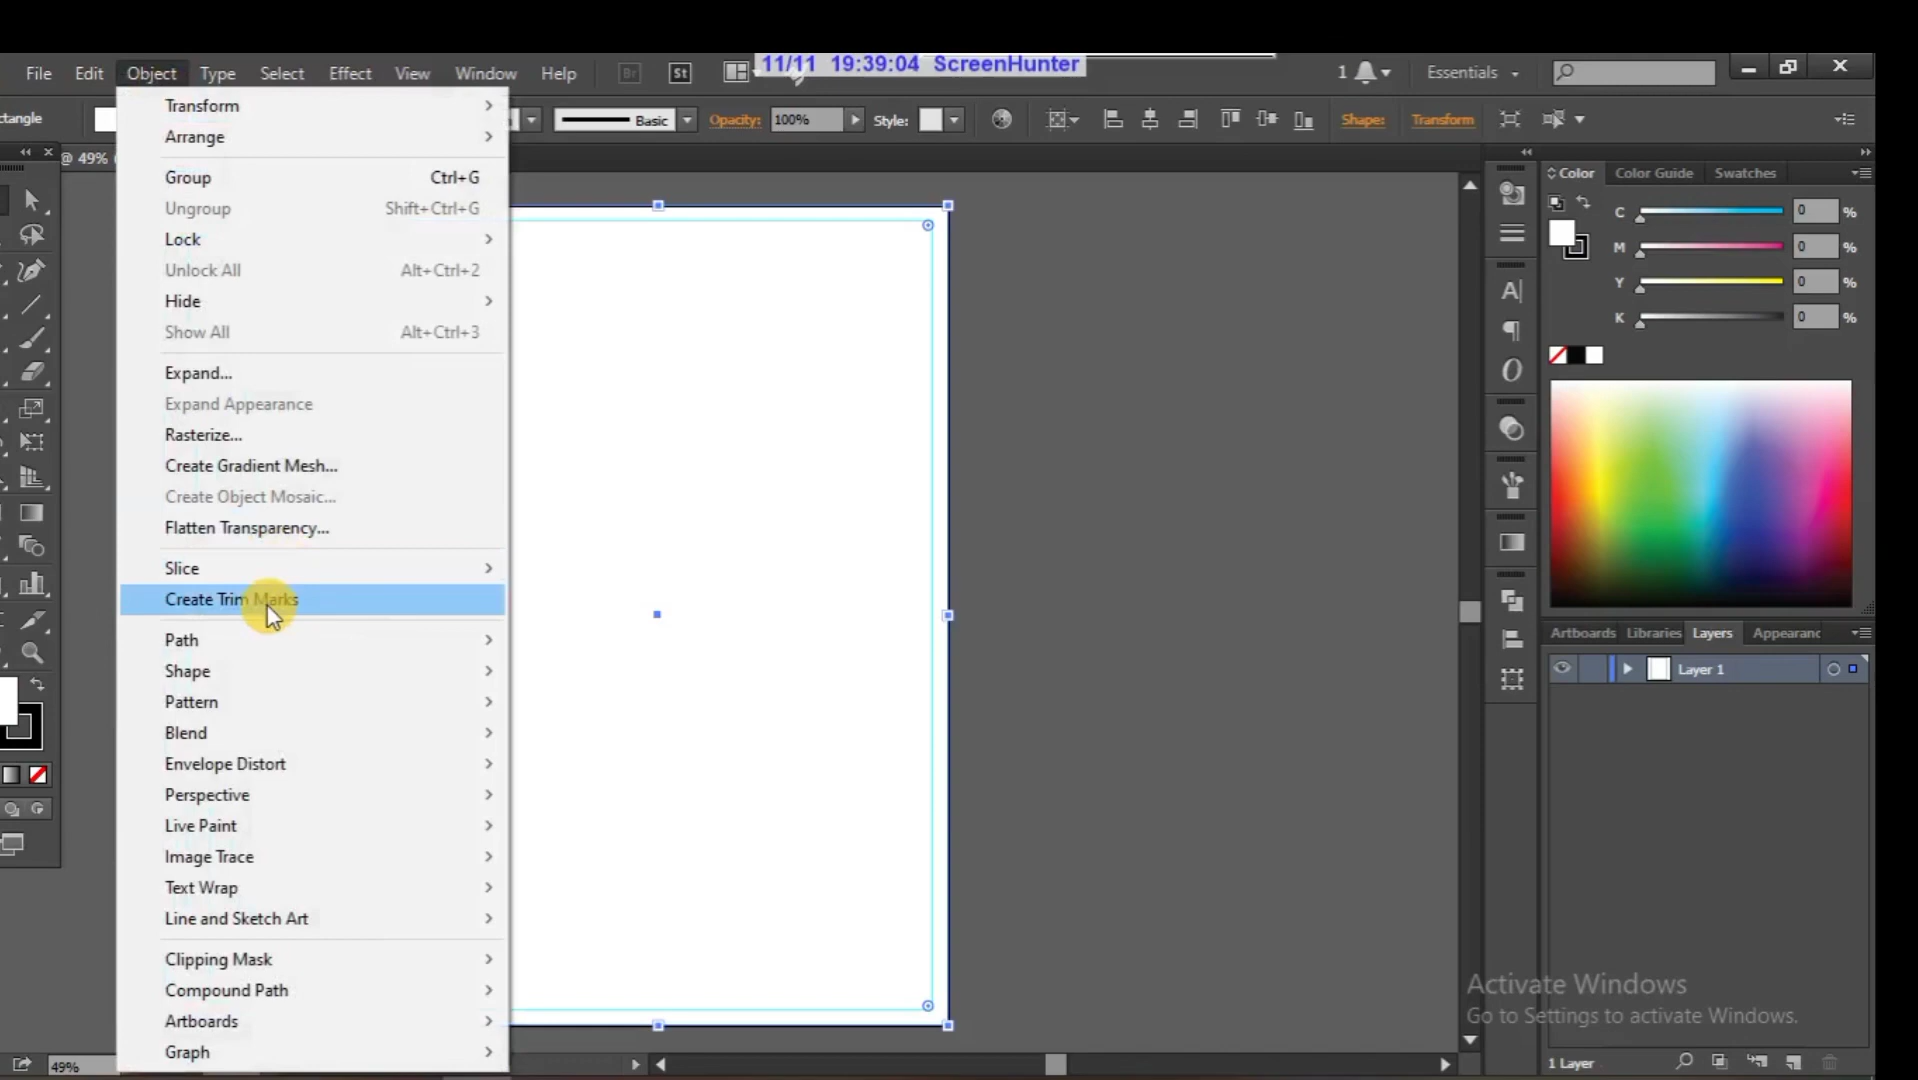 11/11 19:39:04 ScreenHunter
File Edit Object Type Select Effect View Window Help Br St 1 Essentials
ctangle Basic Opacity: 100% Style: Shape: Transform
@ 49%
Transform
Arrange
Group Ctrl+G
Ungroup Shift+Ctrl+G
Lock
Unlock All Alt+Ctrl+2
Hide
Show All Alt+Ctrl+3
Expand...
Expand Appearance
Rasterize...
Create Gradient Mesh...
Create Object Mosaic...
Flatten Transparency...
Slice
Create Trim Marks
Path
Shape
Pattern
Blend
Envelope Distort
Perspective
Live Paint
Image Trace
Text Wrap
Line and Sketch Art
Clipping Mask
Compound Path
Artboards
Graph
49%
Color Color Guide Swatches
C 0 %
M 0 %
Y 0 %
K 0 %
Artboards Libraries Layers Appearanc
Layer 1
Activate Windows
Go to Settings to activate Windows.
1 Layer